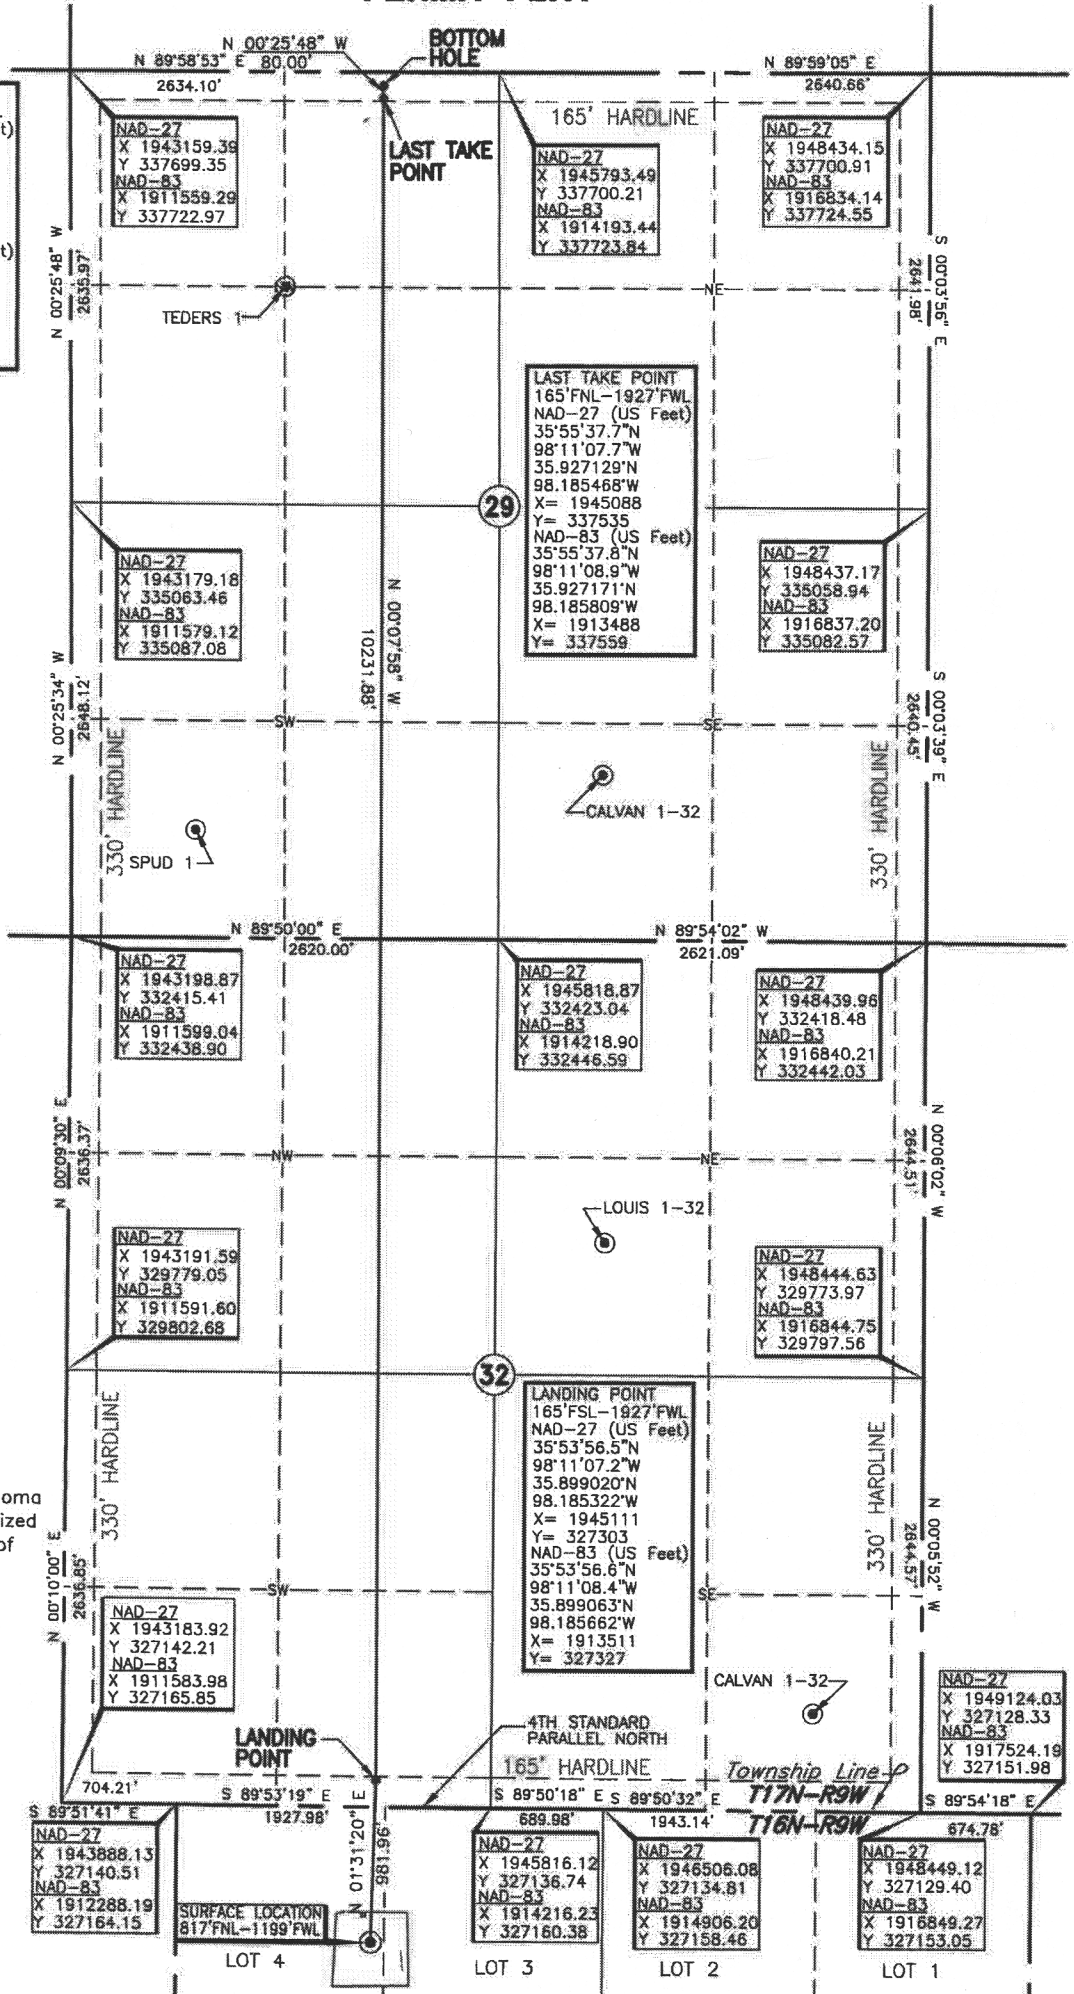 N 00°25'48" W
80.00'
BOTTOM
HOLE
N 89°58'53" E
2634.10'
N 89°59'05" E
2640.66'
165' HARDLINE
t)
NAD-27
X 1943159.39
Y 337699.35
NAD-83
X 1911559.29
Y 337722.97
LAST TAKE
POINT
NAD-27
X 1945793.49
Y 337700.21
NAD-83
X 1914193.44
Y 337723.84
NAD-27
X 1948434.15
Y 337700.91
NAD-83
X 1916834.14
Y 337724.55
t)
N 00°25'48" W
2635.97'
S 00°03'56" E
2641.98'
NE
TEDERS 1
LAST TAKE POINT
165'FNL-1927'FWL
NAD-27 (US Feet)
35°55'37.7"N
98°11'07.7"W
35.927129°N
98.185468°W
X= 1945088
Y= 337535
NAD-83 (US Feet)
35°55'37.8"N
98°11'08.9"W
35.927171°N
98.185809°W
X= 1913488
Y= 337559
29
NAD-27
X 1943179.18
Y 335063.46
NAD-83
X 1911579.12
Y 335087.08
NAD-27
X 1948437.17
Y 335058.94
NAD-83
X 1916837.20
Y 335082.57
N 00°07'58" W
10231.88'
N 00°25'34" W
2648.12'
S 00°03'39" E
2640.45'
SW
SE
330' HARDLINE
330' HARDLINE
CALVAN 1-32
SPUD 1
N 89°50'00" E
2620.00'
N 89°54'02" W
2621.09'
NAD-27
X 1943198.87
Y 332415.41
NAD-83
X 1911599.04
Y 332438.90
NAD-27
X 1945818.87
Y 332423.04
NAD-83
X 1914218.90
Y 332446.59
NAD-27
X 1948439.96
Y 332418.48
NAD-83
X 1916840.21
Y 332442.03
N 00°09'30" E
2636.37'
N 00°06'02" W
2644.51'
NW
NE
LOUIS 1-32
NAD-27
X 1943191.59
Y 329779.05
NAD-83
X 1911591.60
Y 329802.68
NAD-27
X 1948444.63
Y 329773.97
NAD-83
X 1916844.75
Y 329797.56
32
LANDING POINT
165'FSL-1927'FWL
NAD-27 (US Feet)
35°53'56.5"N
98°11'07.2"W
35.899020°N
98.185322°W
X= 1945111
Y= 327303
NAD-83 (US Feet)
35°53'56.6"N
98°11'08.4"W
35.899063°N
98.185662°W
X= 1913511
Y= 327327
330' HARDLINE
330' HARDLINE
oma
ized
of
N 00°10'00" E
2636.85'
N 00°05'52" W
2644.57'
SW
SE
NAD-27
X 1943183.92
Y 327142.21
NAD-83
X 1911583.98
Y 327165.85
CALVAN 1-32
NAD-27
X 1949124.03
Y 327128.33
NAD-83
X 1917524.19
Y 327151.98
LANDING
POINT
4TH STANDARD
PARALLEL NORTH
165' HARDLINE
Township Line
T17N-R9W
T16N-R9W
704.21'
S 89°51'41" E
S 89°53'19" E
1927.98'
S 89°50'18" E
689.98'
S 89°50'32" E
1943.14'
S 89°54'18" E
674.78'
N 01°31'20" E
981.96'
NAD-27
X 1943888.13
Y 327140.51
NAD-83
X 1912288.19
Y 327164.15
NAD-27
X 1945816.12
Y 327136.74
NAD-83
X 1914216.23
Y 327160.38
NAD-27
X 1946506.08
Y 327134.81
NAD-83
X 1914906.20
Y 327158.46
NAD-27
X 1948449.12
Y 327129.40
NAD-83
X 1916849.27
Y 327153.05
SURFACE LOCATION
817'FNL-1199'FWL
LOT 4
LOT 3
LOT 2
LOT 1